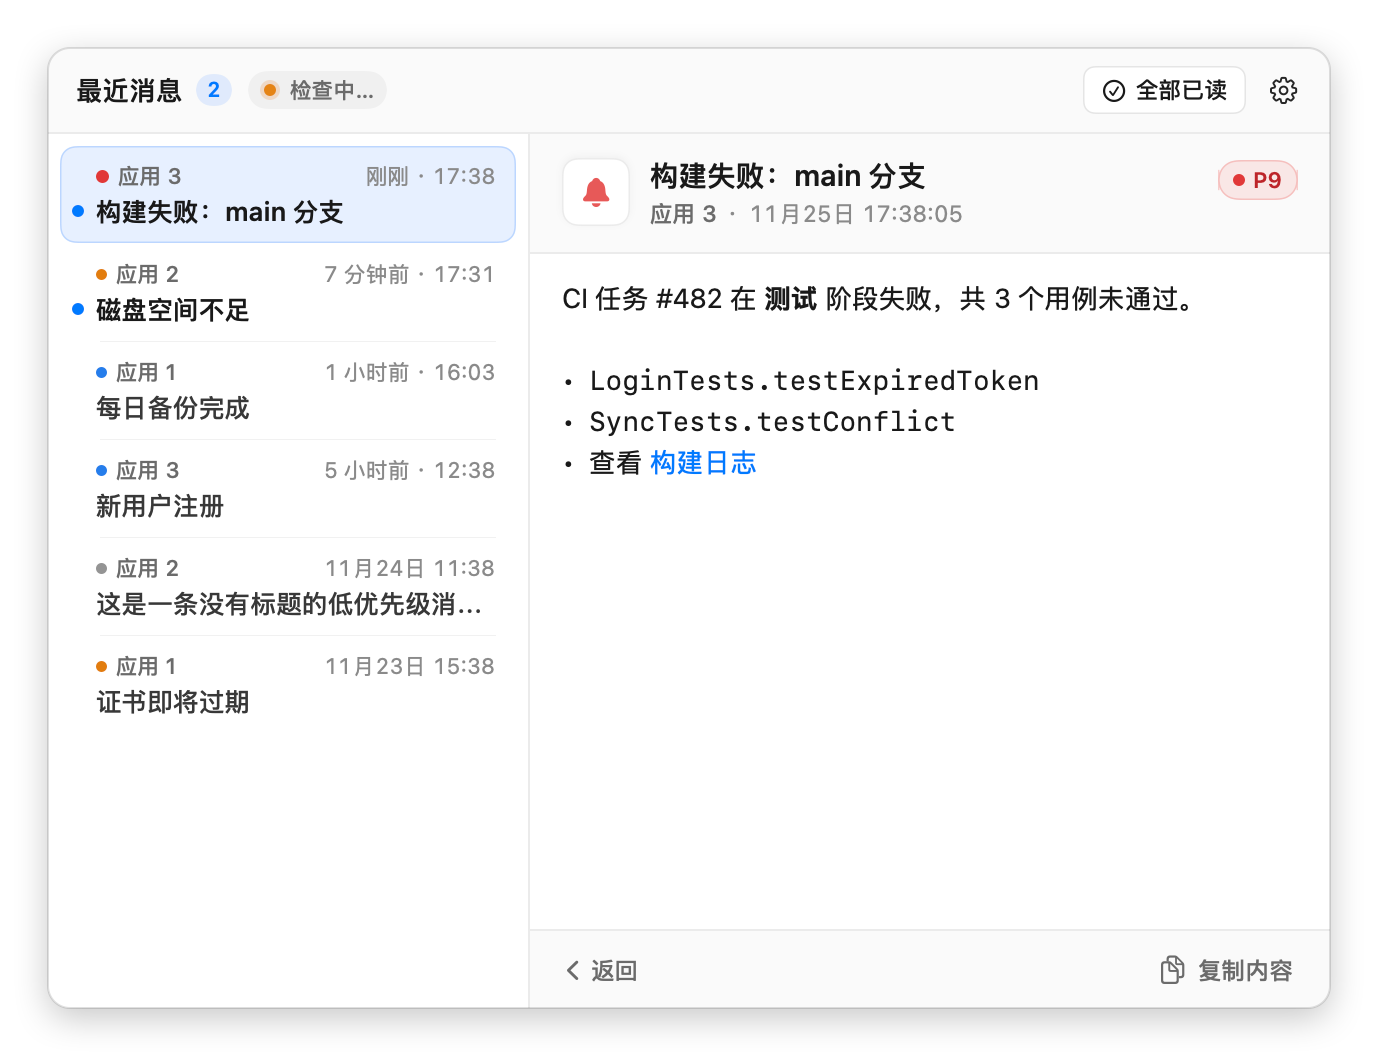 最近消息 2 检查中... 全部已读
应用 3 刚刚 · 17:38
构建失败：main 分支
应用 2 7 分钟前 · 17:31
磁盘空间不足
应用 1 1 小时前 · 16:03
每日备份完成
应用 3 5 小时前 · 12:38
新用户注册
应用 2 11月24日 11:38
这是一条没有标题的低优先级消...
应用 1 11月23日 15:38
证书即将过期
构建失败：main 分支
P9
应用 3 · 11月25日 17:38:05
CI 任务 #482 在 测试 阶段失败，共 3 个用例未通过。
• LoginTests.testExpiredToken
• SyncTests.testConflict
• 查看 构建日志
返回 复制内容